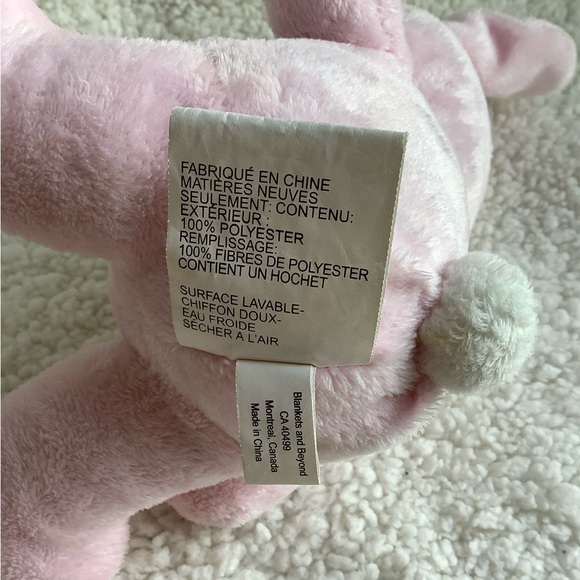 FABRIQUÉ EN CHINE
MATIÈRES NEUVES
SEULEMENT: CONTENU:
EXTÉRIEUR :
100% POLYESTER
REMPLISSAGE:
100% FIBRES DE POLYESTER
CONTIENT UN HOCHET
SURFACE LAVABLE-
CHIFFON DOUX-
EAU FROIDE
SÉCHER A L'AIR
Blankets and Beyond
CA 40499
Montreal, Canada
Made in China